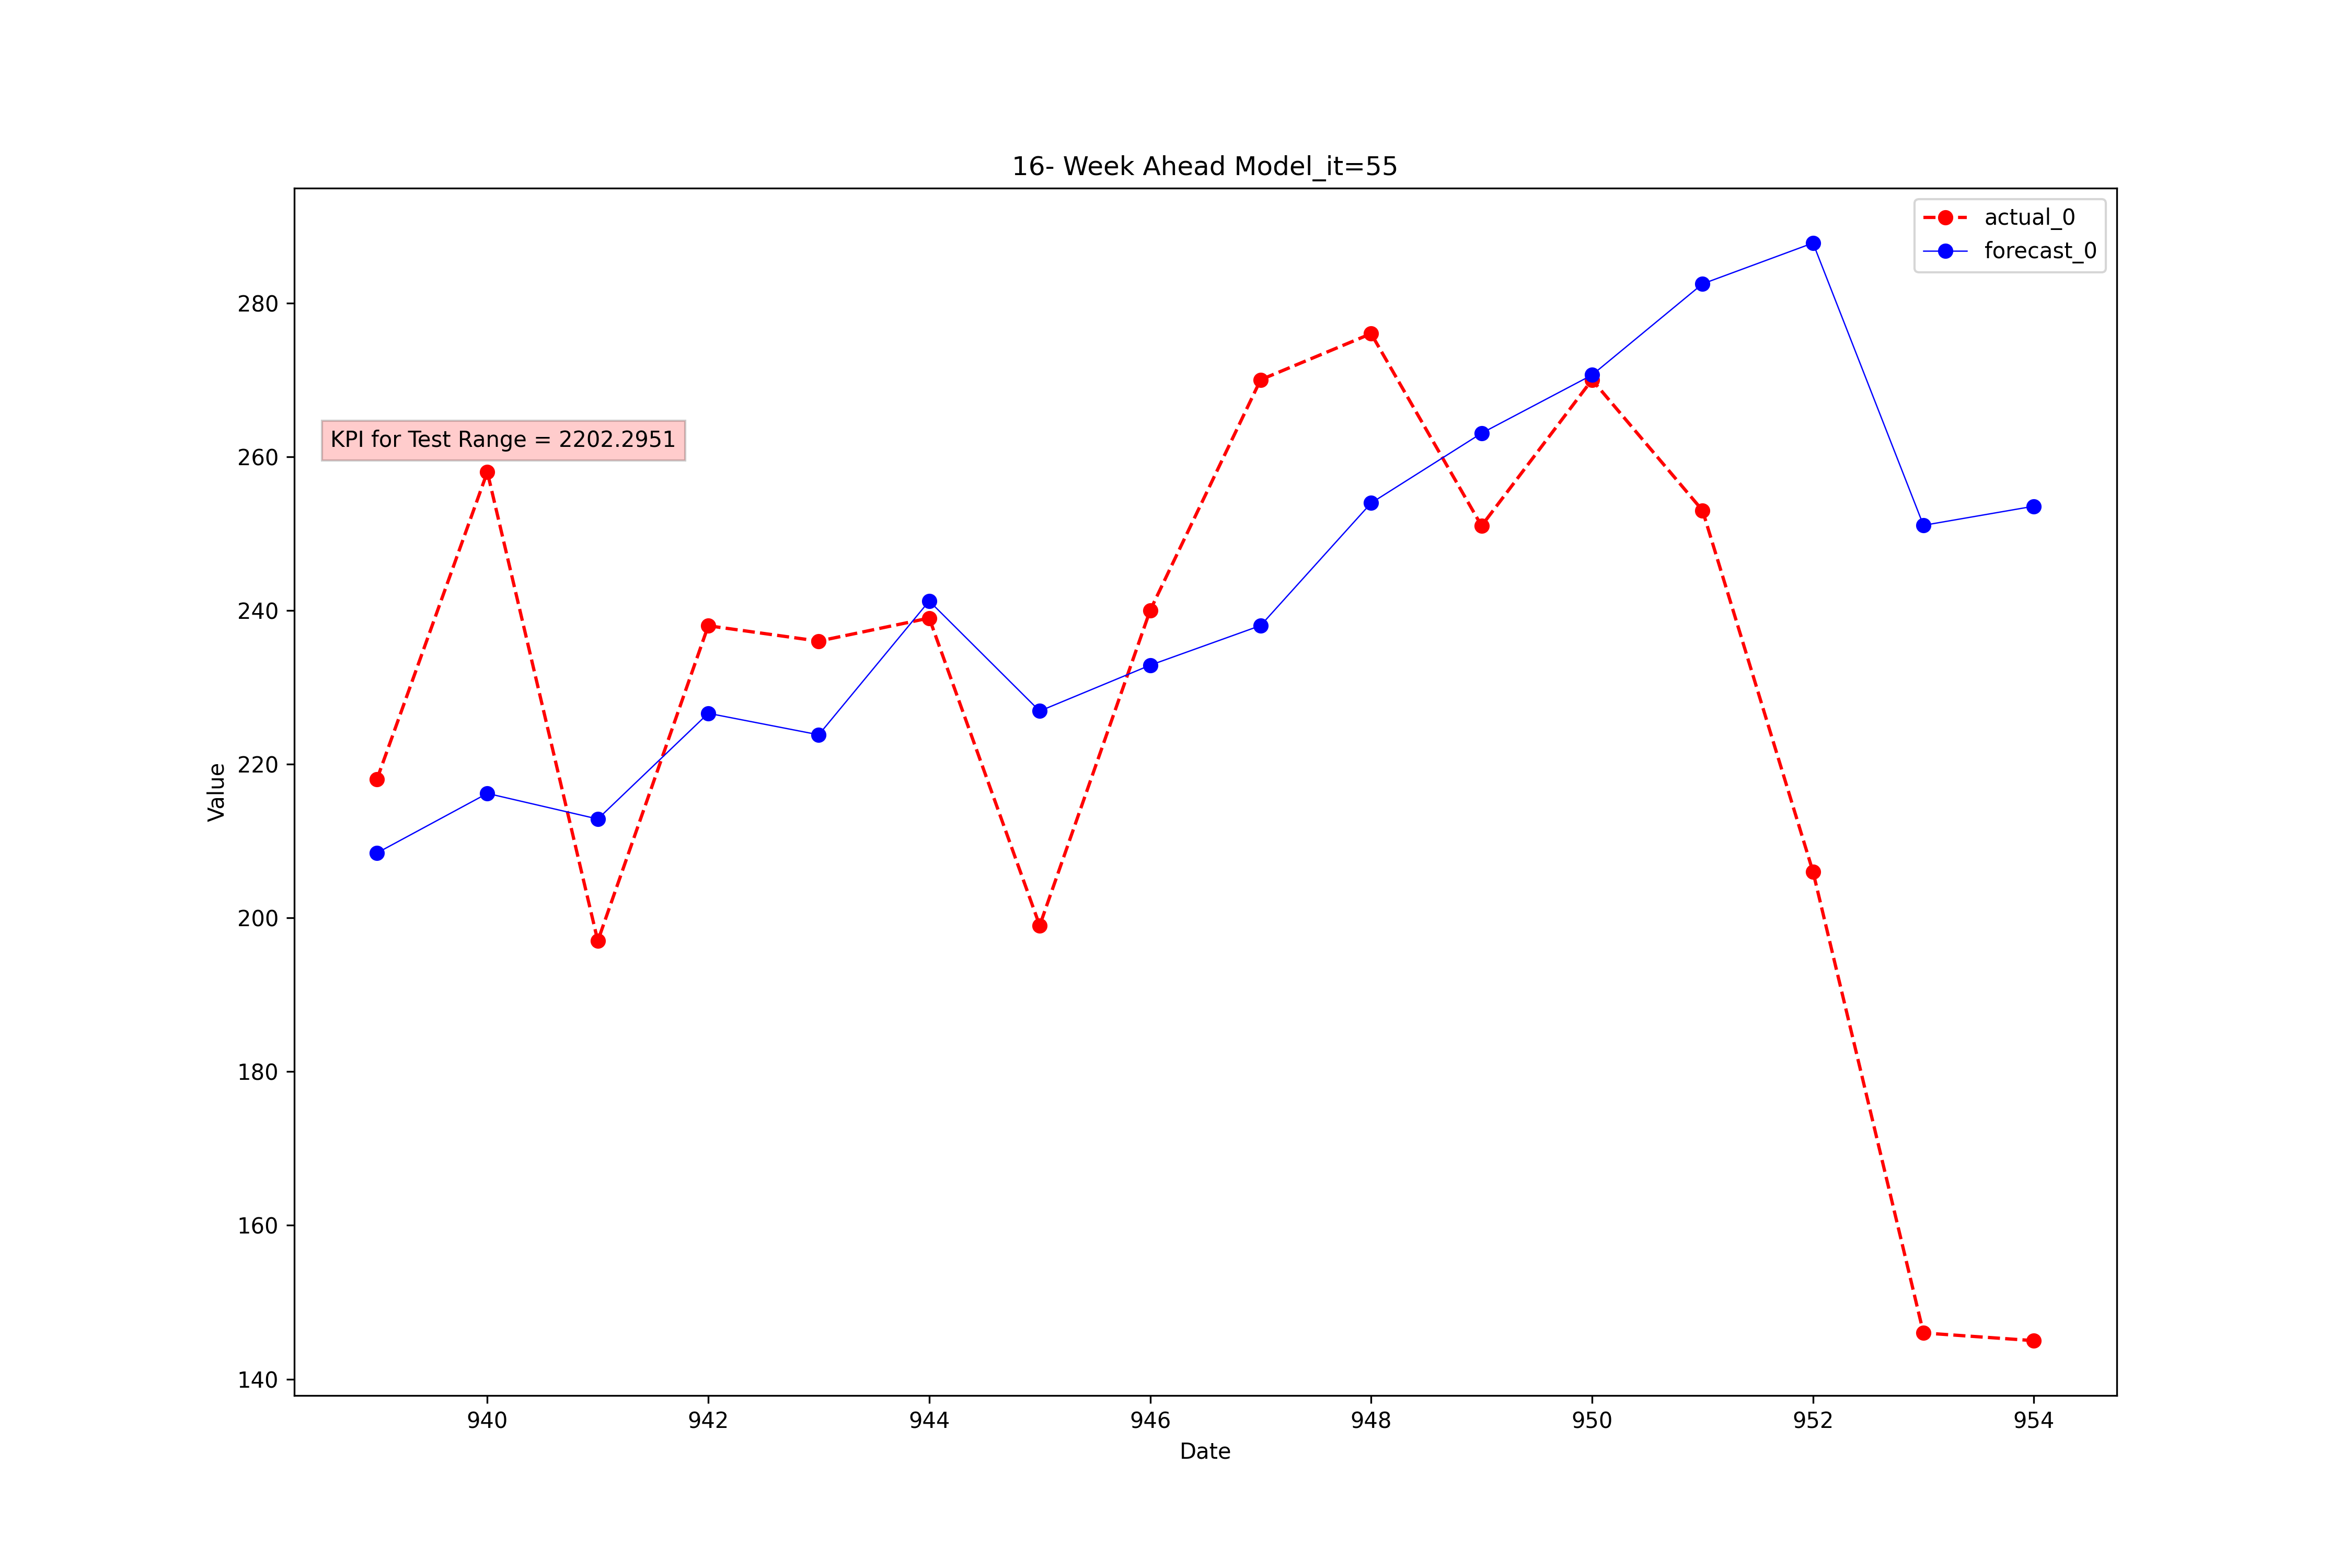 16- Week Ahead Model_it=55
actual_0
forecast_0
KPI for Test Range = 2202.2951
Value
280
260
240
220
200
180
160
140
940
942
944
946
948
950
952
954
Date